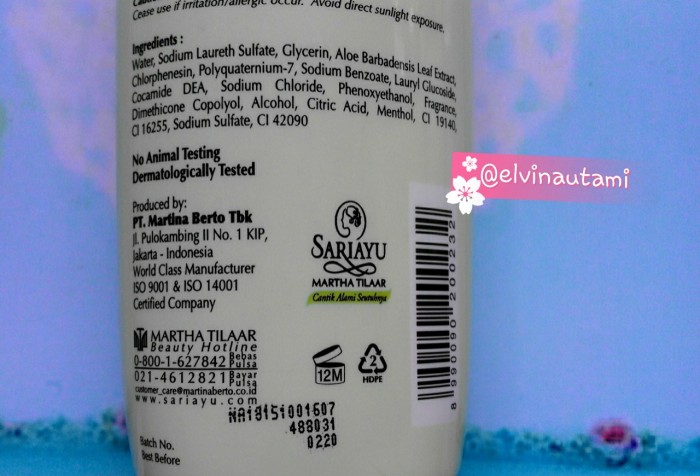 Cease use if irritation/allergic occur. Avoid direct sunlight exposure.
Ingredients :
Water, Sodium Laureth Sulfate, Glycerin, Aloe Barbadensis Leaf Extract,
Chlorphenesin, Polyquaternium-7, Sodium Benzoate, Lauryl Glucoside,
Cocamide DEA, Sodium Chloride, Phenoxyethanol, Fragrance,
Dimethicone Copolyol, Alcohol, Citric Acid, Menthol, CI 19140,
CI 16255, Sodium Sulfate, CI 42090
No Animal Testing
Dermatologically Tested
@elvinautami
Produced by:
PT. Martina Berto Tbk
Jl. Pulokambing II No. 1 KIP,
Jakarta - Indonesia
World Class Manufacturer
ISO 9001 & ISO 14001
Certified Company
SARIAYU
MARTHA TILAAR
Cantik Alami Seutuhnya
MARTHA TILAAR
Beauty Hotline
0-800-1-627842 Bebas Pulsa
021-4612821 Bayar Pulsa
customer_care@martinaberto.co.id
www.sariayu.com
12M
2
HDPE
8 990090 200232
NA18151001607
488031
0220
Batch No.
Best Before